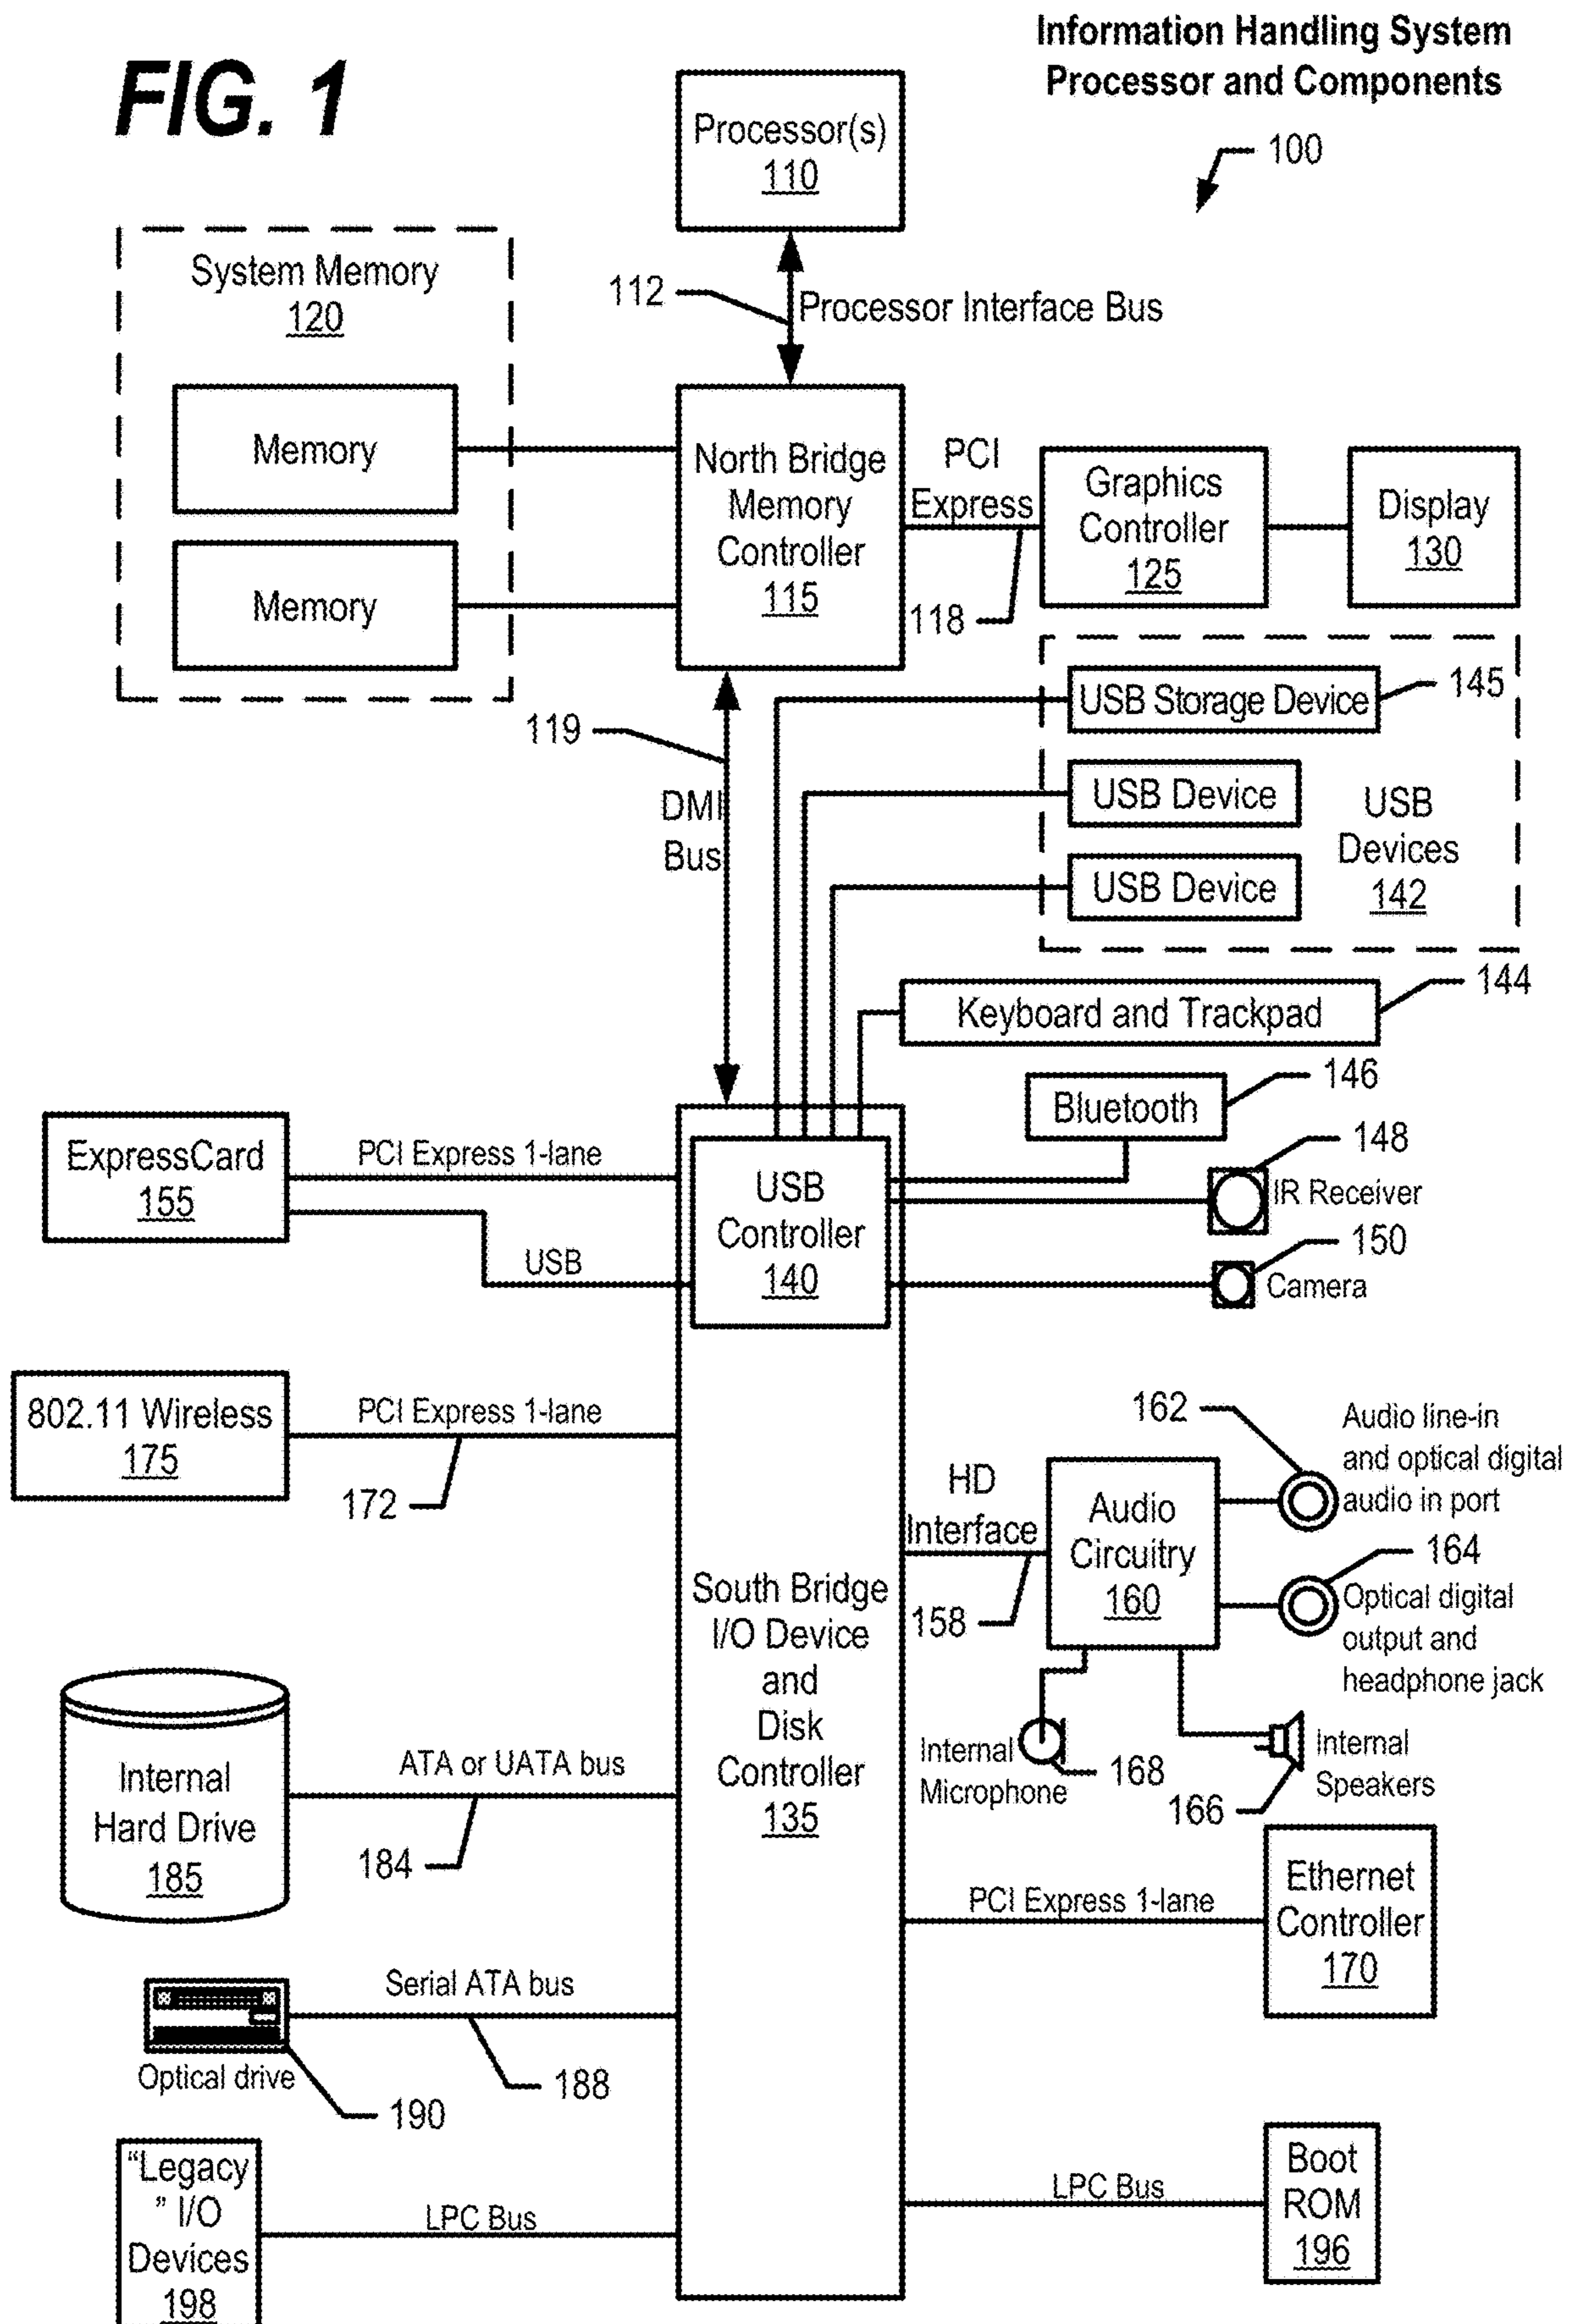 Information Handling System
Processor and Components
FIG. 1
100
Processor(s)
110
System Memory
120
112
Processor Interface Bus
Memory
Memory
North Bridge
Memory
Controller
115
PCI
Express
118
Graphics
Controller
125
Display
130
119
DMI
Bus
USB Storage Device
145
USB Device
USB Device
USB
Devices
142
Keyboard and Trackpad
144
Bluetooth
146
148
IR Receiver
150
Camera
ExpressCard
155
PCI Express 1-lane
USB
USB
Controller
140
802.11 Wireless
175
PCI Express 1-lane
172
162
Audio line-in
and optical digital
audio in port
HD
Interface
158
Audio
Circuitry
160
164
Optical digital
output and
headphone jack
South Bridge
I/O Device
and
Disk
Controller
135
Internal
Microphone
168
Internal
Speakers
166
Internal
Hard Drive
185
ATA or UATA bus
184
PCI Express 1-lane
Ethernet
Controller
170
Serial ATA bus
188
Optical drive
190
“Legacy
” I/O
Devices
198
LPC Bus
LPC Bus
Boot
ROM
196